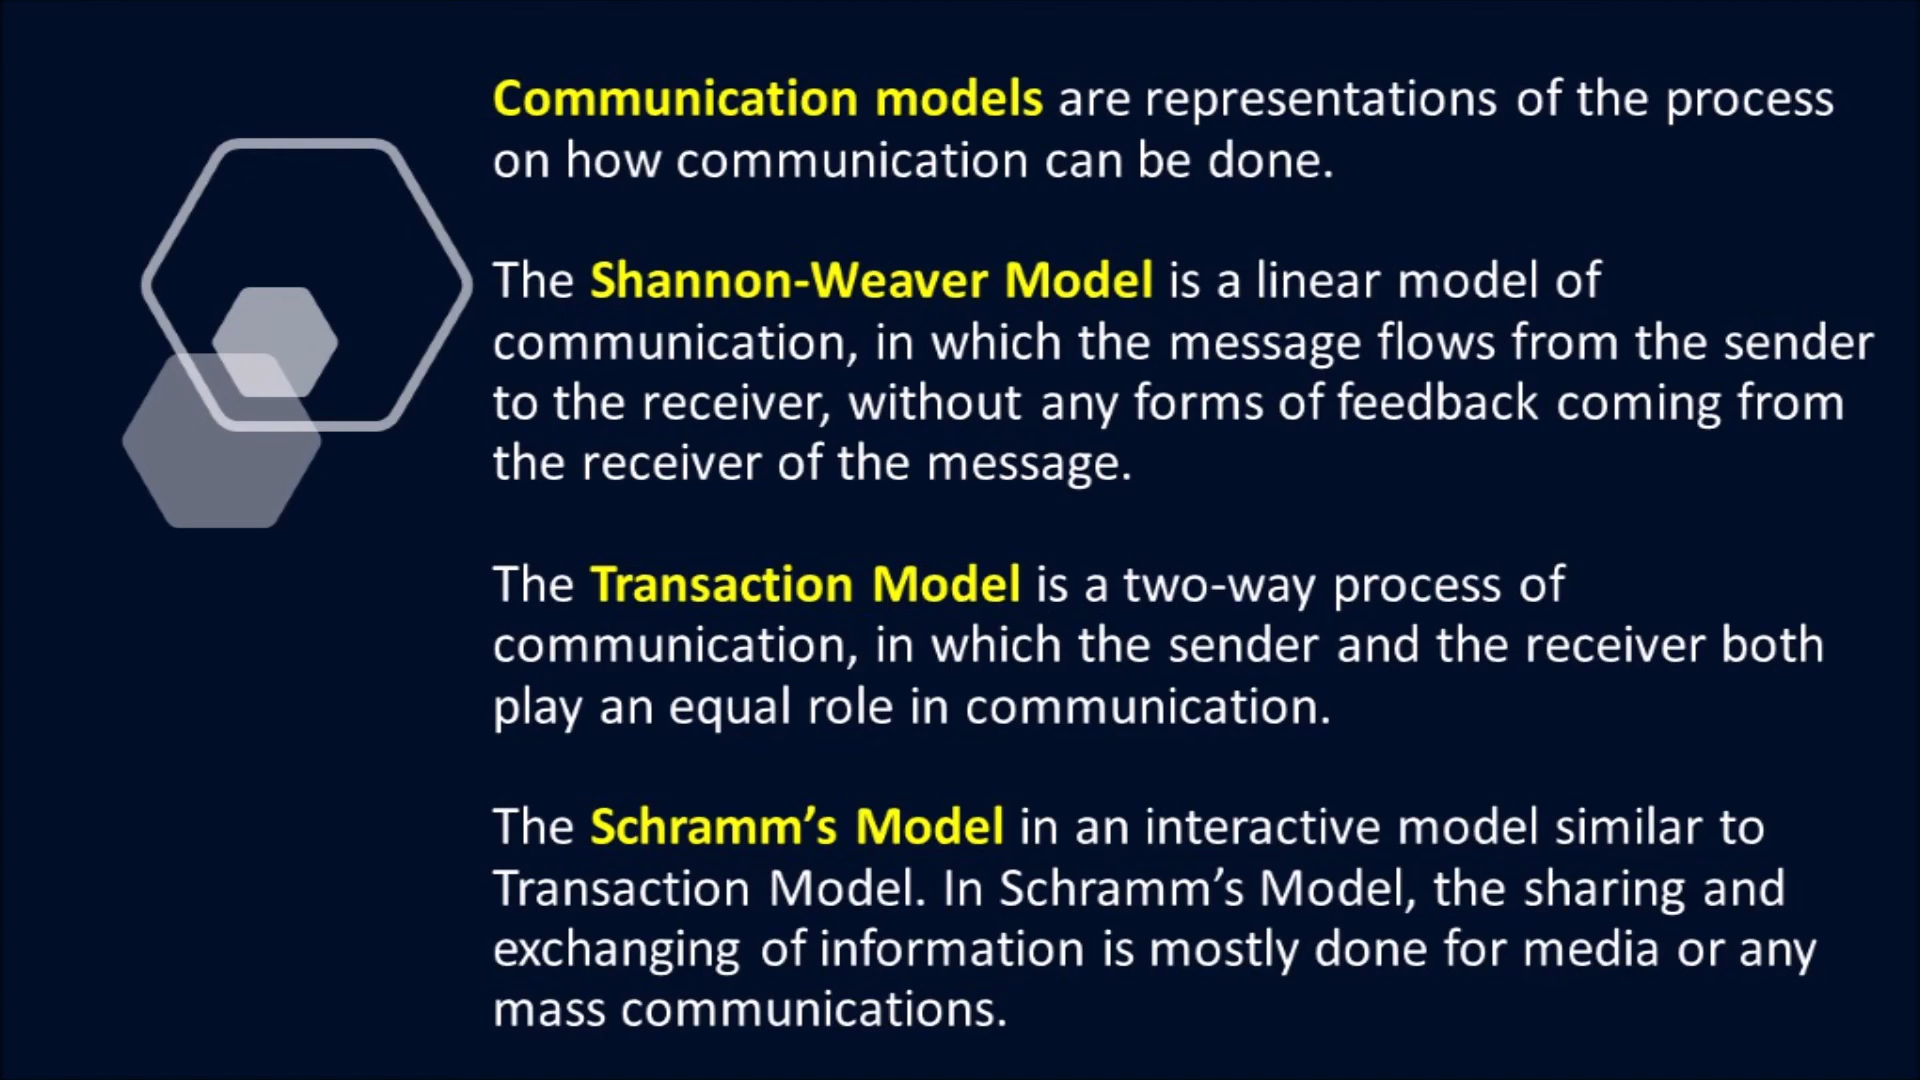 Communication models are representations of the process
on how communication can be done.
The Shannon-Weaver Model is a linear model of
communication, in which the message flows from the sender
to the receiver, without any forms of feedback coming from
the receiver of the message.
The Transaction Model is a two-way process of
communication, in which the sender and the receiver both
play an equal role in communication.
The Schramm’s Model in an interactive model similar to
Transaction Model. In Schramm’s Model, the sharing and
exchanging of information is mostly done for media or any
mass communications.